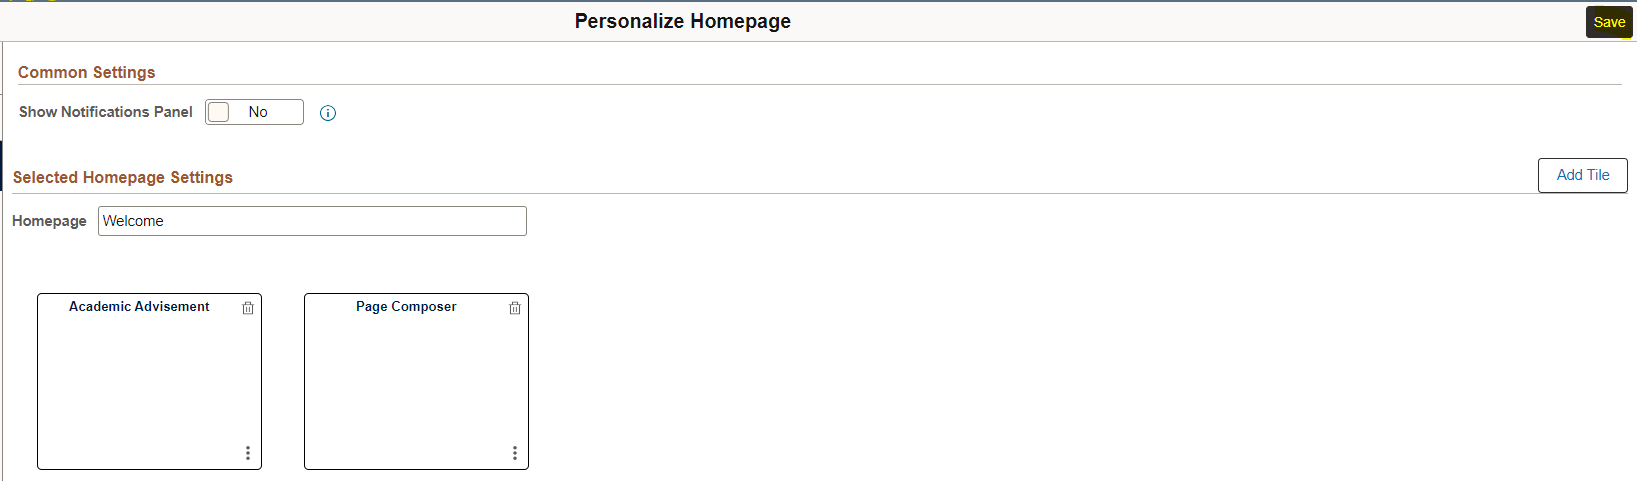 Personalize Homepage
Save
Common Settings
Show Notifications Panel No
Selected Homepage Settings
Add Tile
Homepage Welcome
Academic Advisement
Page Composer